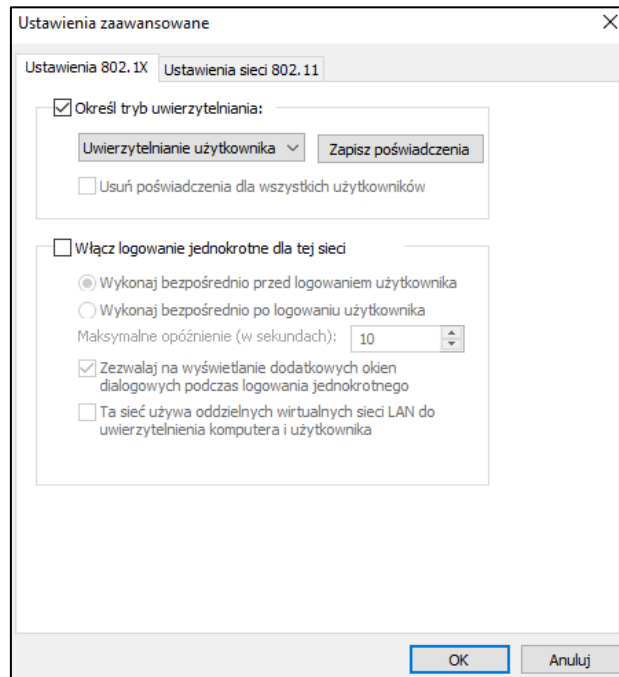 Ustawienia zaawansowane
Ustawienia 802.1X
Ustawienia sieci 802.11
Określ tryb uwierzytelniania:
Uwierzytelnianie użytkownika
Zapisz poświadczenia
Usuń poświadczenia dla wszystkich użytkowników
Włącz logowanie jednokrotne dla tej sieci
Wykonaj bezpośrednio przed logowaniem użytkownika
Wykonaj bezpośrednio po logowaniu użytkownika
Maksymalne opóźnienie (w sekundach):
10
Zezwalaj na wyświetlanie dodatkowych okien
dialogowych podczas logowania jednokrotnego
Ta sieć używa oddzielnych wirtualnych sieci LAN do
uwierzytelnienia komputera i użytkownika
OK
Anuluj